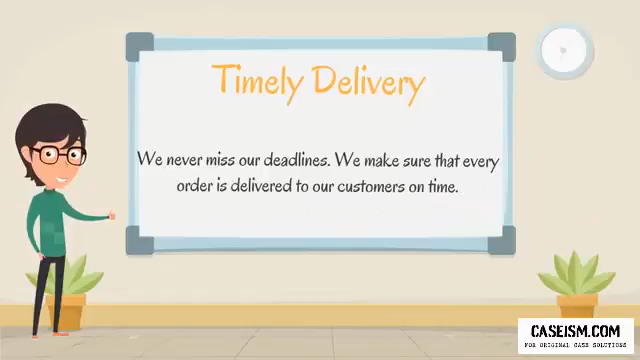 Timely Delivery
We never miss our deadlines. We make sure that every
order is delivered to our customers on time.
CASEISM.COM
FOR ORIGINAL CASE SOLUTIONS